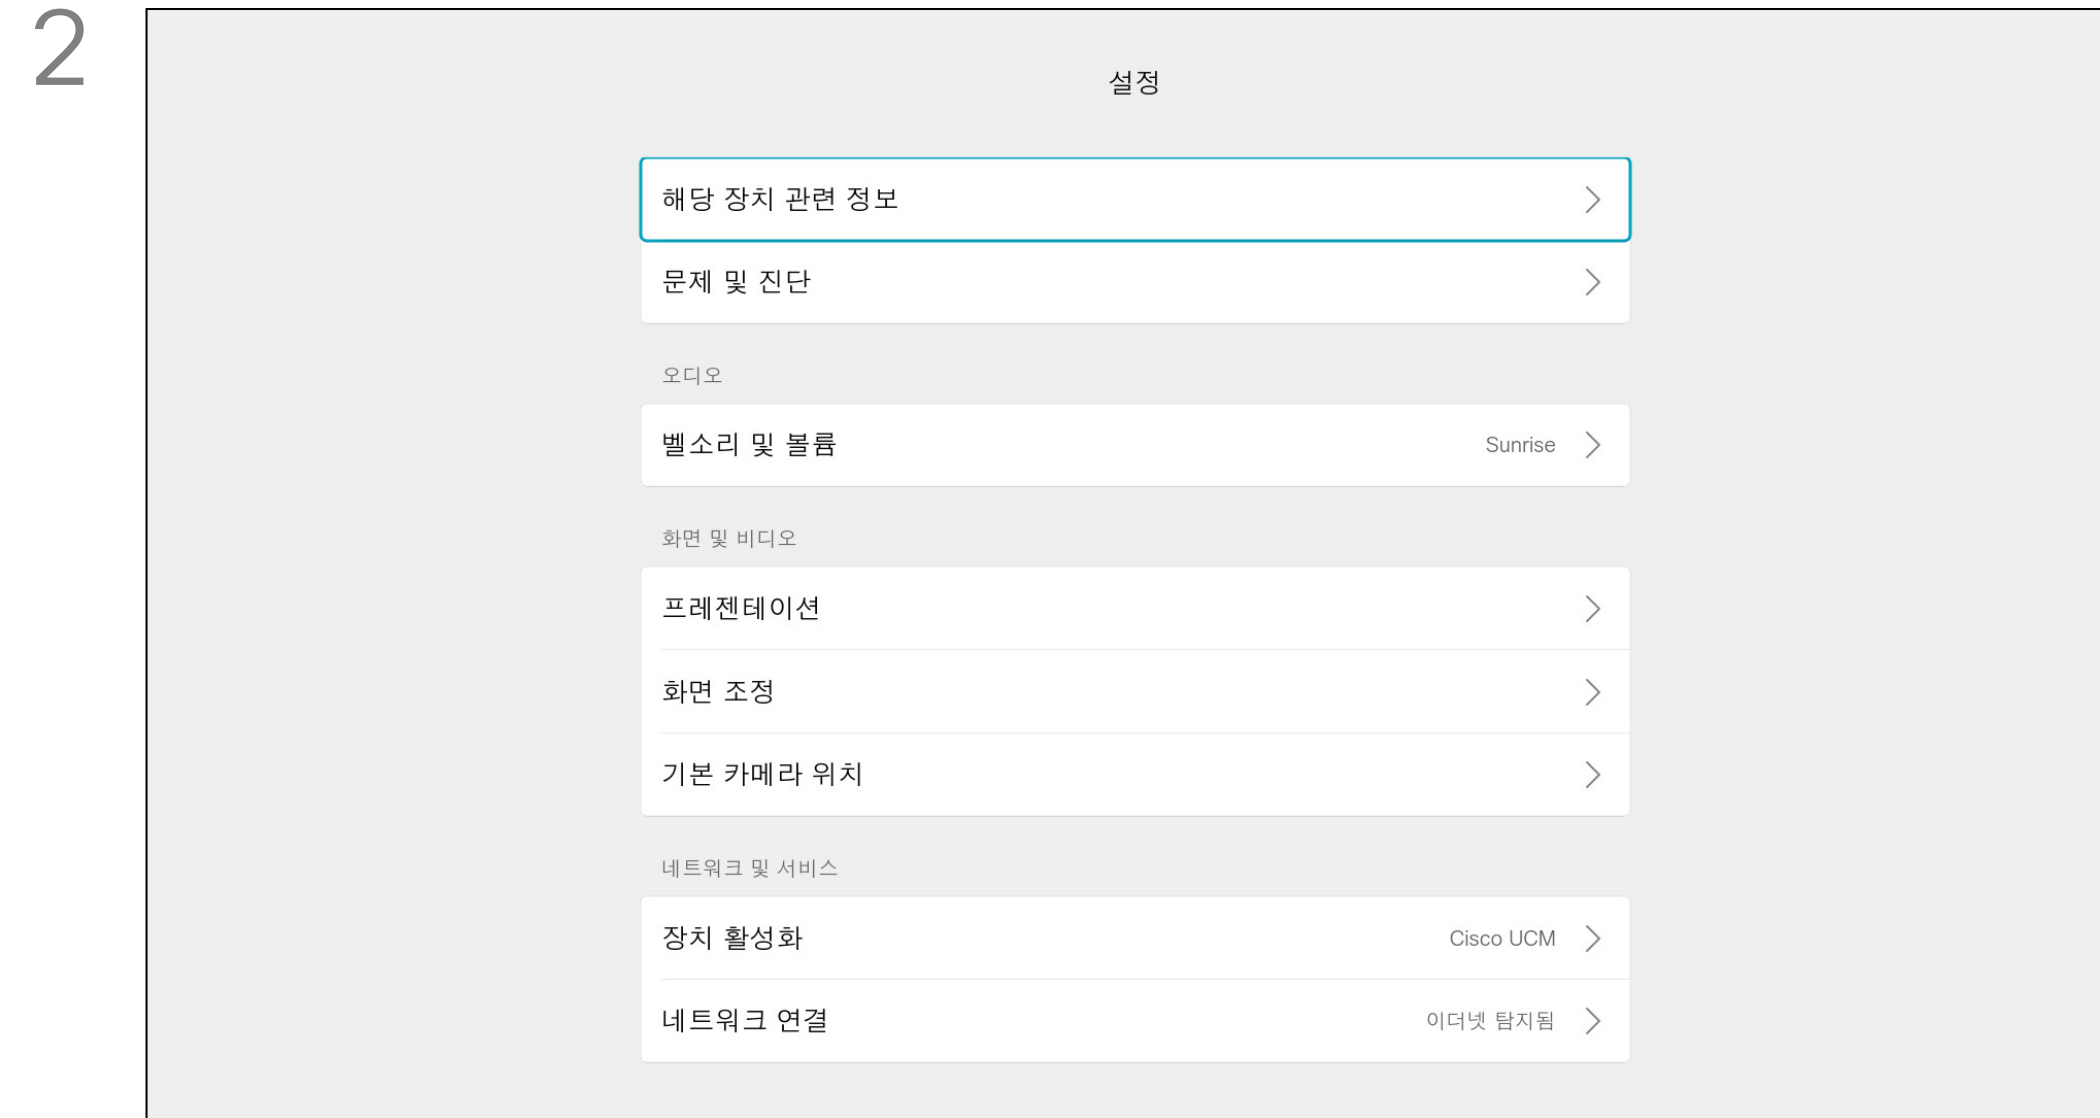 2
설정
해당 장치 관련 정보
문제 및 진단
오디오
벨소리 및 볼륨 Sunrise
화면 및 비디오
프레젠테이션
화면 조정
기본 카메라 위치
네트워크 및 서비스
장치 활성화 Cisco UCM
네트워크 연결 이더넷 탐지됨